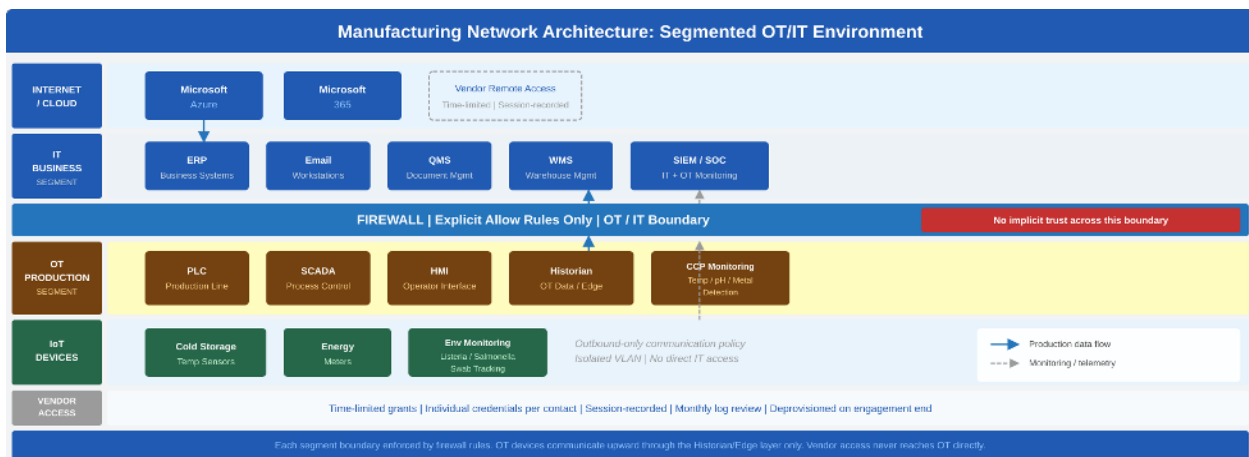 Manufacturing Network Architecture: Segmented OT/IT Environment
INTERNET
/ CLOUD
Microsoft
Azure
Microsoft
365
Vendor Remote Access
Time-limited | Session-recorded
IT
BUSINESS
SEGMENT
ERP
Business Systems
Email
Workstations
QMS
Document Mgmt
WMS
Warehouse Mgmt
SIEM / SOC
IT + OT Monitoring
FIREWALL | Explicit Allow Rules Only | OT / IT Boundary
No implicit trust across this boundary
OT
PRODUCTION
SEGMENT
PLC
Production Line
SCADA
Process Control
HMI
Operator Interface
Historian
OT Data / Edge
CCP Monitoring
Temp / pH / Metal
Detection
IoT
DEVICES
Cold Storage
Temp Sensors
Energy
Meters
Env Monitoring
Listeria / Salmonella
Swab Tracking
Outbound-only communication policy
Isolated VLAN | No direct IT access
Production data flow
Monitoring / telemetry
VENDOR
ACCESS
Time-limited grants | Individual credentials per contact | Session-recorded | Monthly log review | Deprovisioned on engagement end
Each segment boundary enforced by firewall rules. OT devices communicate upward through the Historian/Edge layer only. Vendor access never reaches OT directly.